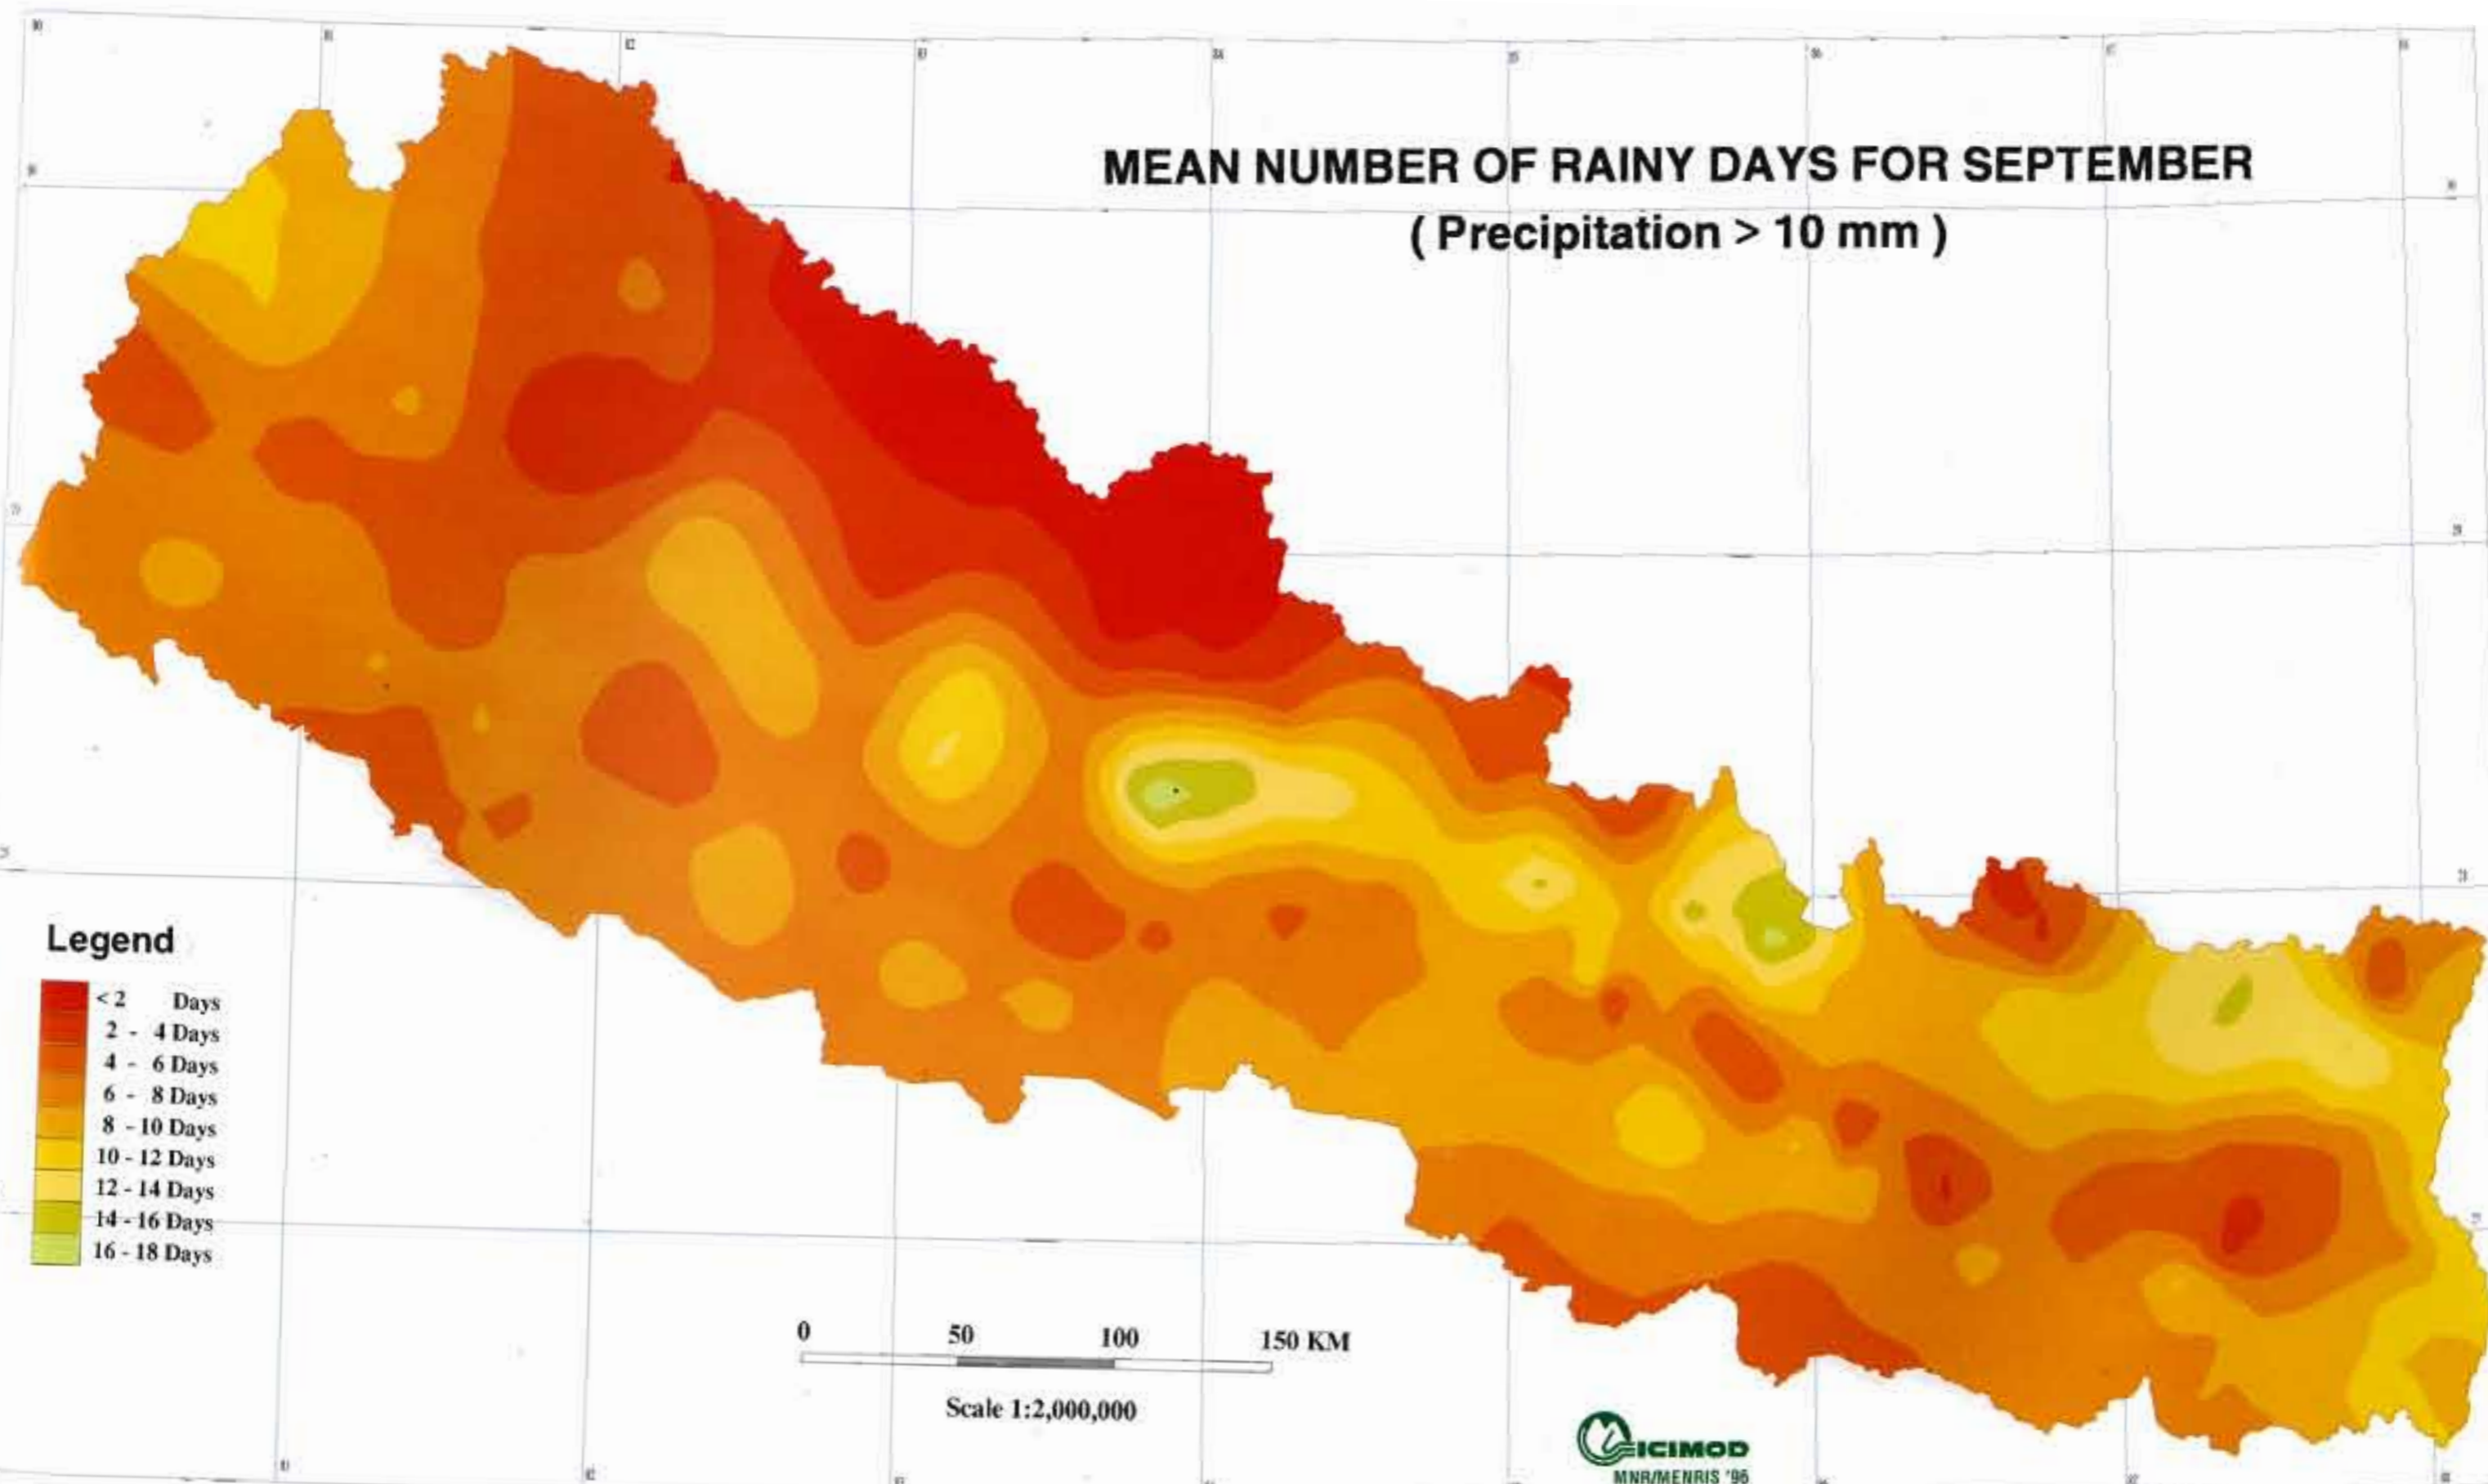 MEAN NUMBER OF RAINY DAYS FOR SEPTEMBER
( Precipitation > 10 mm )
Legend
< 2 Days
2 - 4 Days
4 - 6 Days
6 - 8 Days
8 - 10 Days
10 - 12 Days
12 - 14 Days
14 - 16 Days
16 - 18 Days
0 50 100 150 KM
Scale 1:2,000,000
ICIMOD
MNR/MENRIS '96